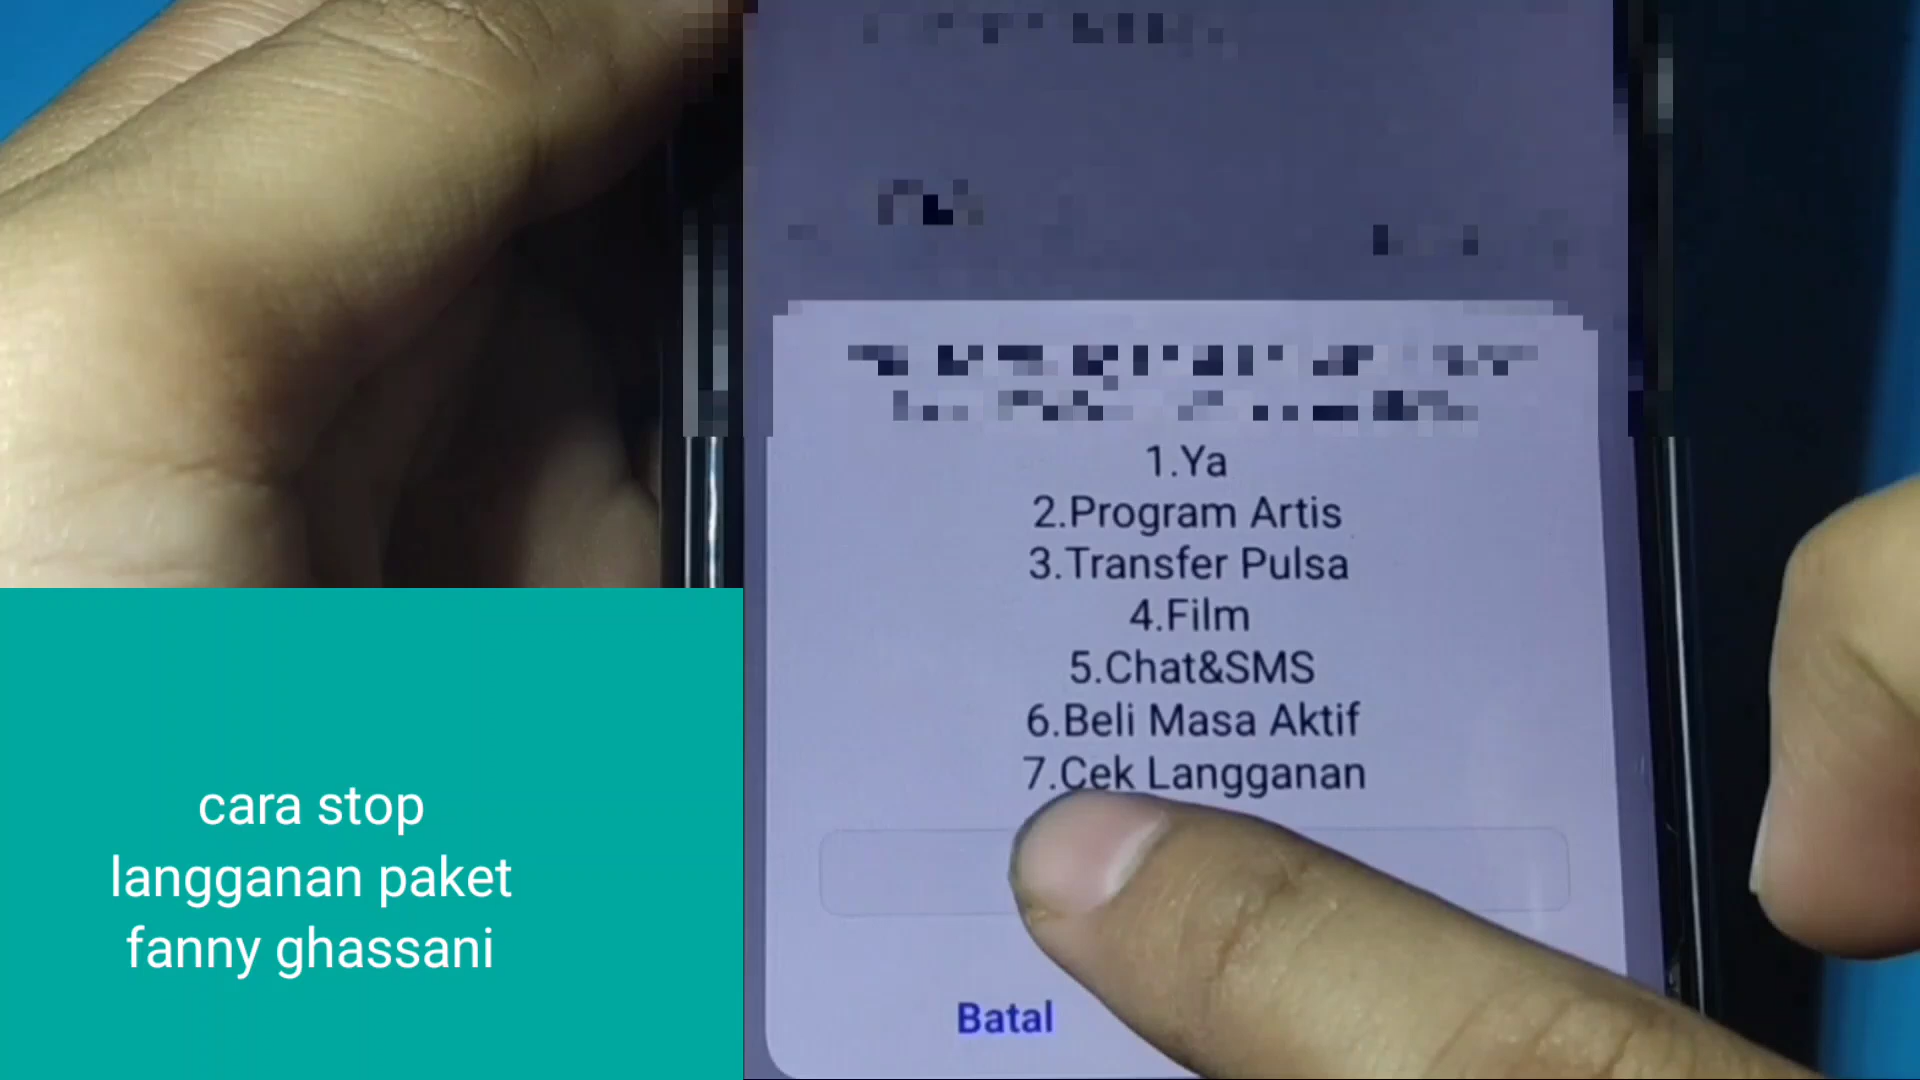 1.Ya
2.Program Artis
3.Transfer Pulsa
4.Film
5.Chat&SMS
6.Beli Masa Aktif
7.Cek Langganan
Batal
cara stop
langganan paket
fanny ghassani